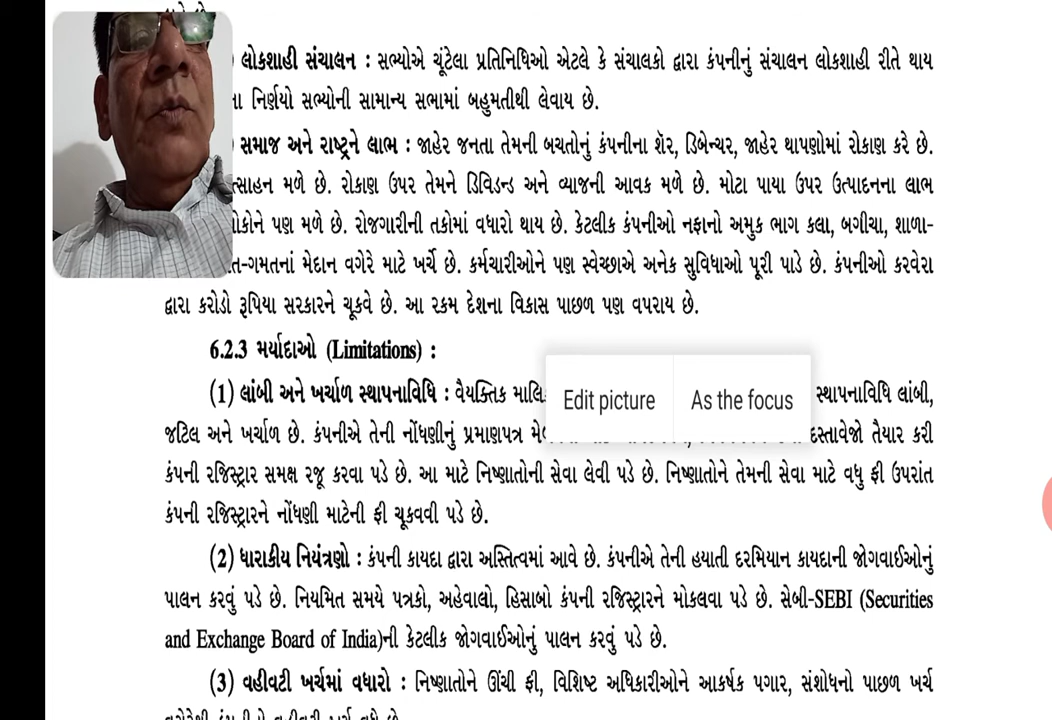 લોકશાહી સંચાલન : સભ્યોએ ચૂંટેલા પ્રતિનિધિઓ એટલે કે સંચાલકો દ્વારા કંપનીનું સંચાલન લોકશાહી રીતે થાય
નિર્ણયો સભ્યોની સામાન્ય સભામાં બહુમતીથી લેવાય છે.
સમાજ અને રાષ્ટ્રને લાભ : જાહેર જનતા તેમની બચતોનું કંપનીના શૅર, ડિબેન્ચર, જાહેર થાપણોમાં રોકાણ કરે છે.
ત્સાહન મળે છે. રોકાણ ઉપર તેમને ડિવિડન્ડ અને વ્યાજની આવક મળે છે. મોટા પાયા ઉપર ઉત્પાદનના લાભ
ોકોને પણ મળે છે. રોજગારીની તકોમાં વધારો થાય છે. કેટલીક કંપનીઓ નફાનો અમુક ભાગ કલા, બગીચા, શાળા-
ત-ગમતનાં મેદાન વગેરે માટે ખર્ચે છે. કર્મચારીઓને પણ સ્વેચ્છાએ અનેક સુવિધાઓ પૂરી પાડે છે. કંપનીઓ કરવેરા
દ્વારા કરોડો રૂપિયા સરકારને ચૂકવે છે. આ રકમ દેશના વિકાસ પાછળ પણ વપરાય છે.
6.2.3 મર્યાદાઓ (Limitations) :
(1) લાંબી અને ખર્ચાળ સ્થાપનાવિધિ : વૈયક્તિક માલિ સ્થાપનાવિધિ લાંબી,
Edit picture As the focus
જટિલ અને ખર્ચાળ છે. કંપનીએ તેની નોંધણીનું પ્રમાણપત્ર દસ્તાવેજો તૈયાર કરી
કંપની રજિસ્ટ્રાર સમક્ષ રજૂ કરવા પડે છે. આ માટે નિષ્ણાતોની સેવા લેવી પડે છે. નિષ્ણાતોને તેમની સેવા માટે વધુ ફી ઉપરાંત
કંપની રજિસ્ટ્રારને નોંધણી માટેની ફી ચૂકવવી પડે છે.
(2) ધારાકીય નિયંત્રણો : કંપની કાયદા દ્વારા અસ્તિત્વમાં આવે છે. કંપનીએ તેની હયાતી દરમિયાન કાયદાની જોગવાઈઓનું
પાલન કરવું પડે છે. નિયમિત સમયે પત્રકો, અહેવાલો, હિસાબો કંપની રજિસ્ટ્રારને મોકલવા પડે છે. સેબી-SEBI (Securities
and Exchange Board of India)ની કેટલીક જોગવાઈઓનું પાલન કરવું પડે છે.
(3) વહીવટી ખર્ચમાં વધારો : નિષ્ણાતોને ઊંચી ફી, વિશિષ્ટ અધિકારીઓને આકર્ષક પગાર, સંશોધનો પાછળ ખર્ચ